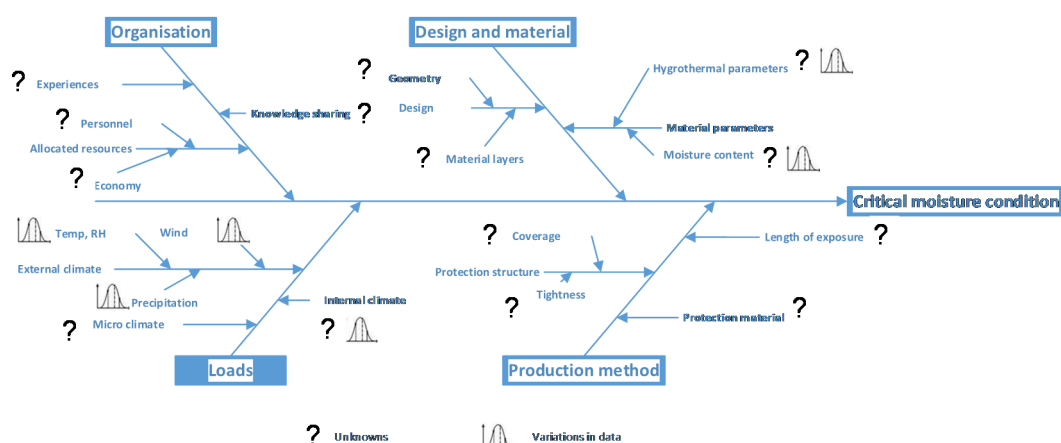 Organisation
Design and material
? Experiences
Knowledge sharing
? Personnel
Allocated resources
? Economy
? Geometry
? Design
? Material layers
Hygrothermal parameters ?
Material parameters
Moisture content ?
Critical moisture condition
Temp, RH
Wind
External climate
Precipitation
? Micro climate
Internal climate
?
Loads
? Coverage
Protection structure
Tightness
?
Length of exposure ?
Protection material ?
Production method
? Unknowns
Variations in data